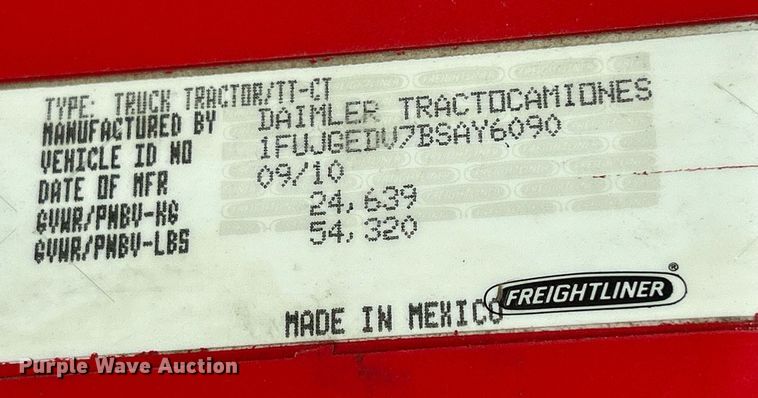 TYPE: TRUCK TRACTOR/TT-CT
MANUFACTURED BY DAIMLER TRACTOCAMIONES
VEHICLE ID NO 1FUJGEDV7BSAY6090
DATE OF MFR 09/10
GVWR/PNBV-KG 24,639
GVWR/PNBV-LBS 54,320
MADE IN MEXICO FREIGHTLINER®
Purple Wave Auction